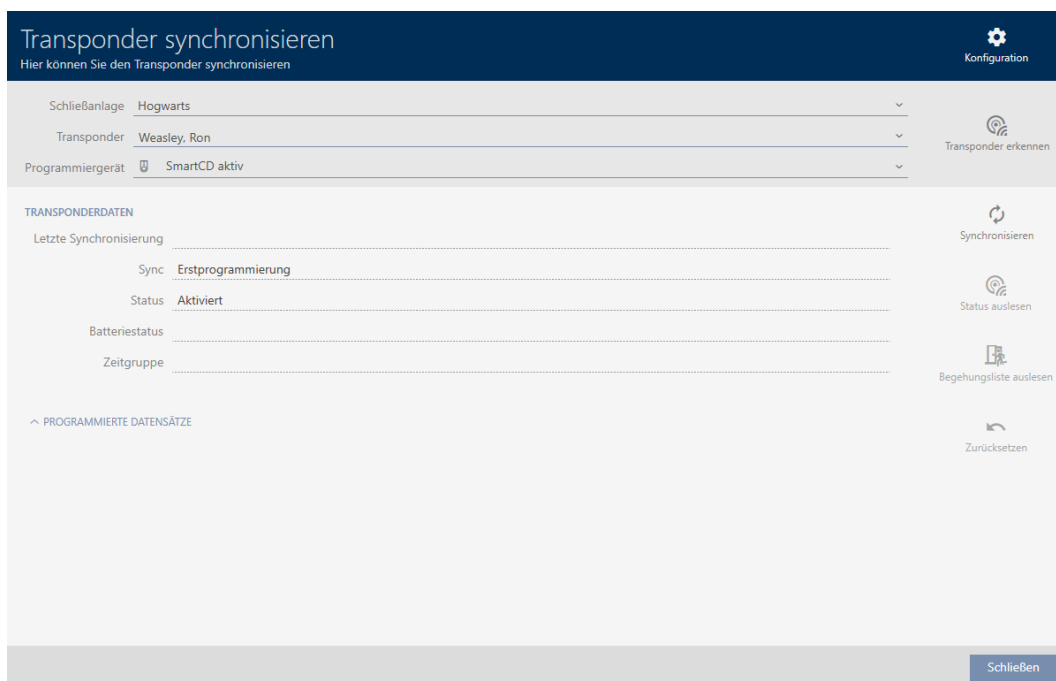 Transponder synchronisieren
Hier können Sie den Transponder synchronisieren
Konfiguration
Schließanlage Hogwarts
Transponder Weasley, Ron
Programmiergerät SmartCD aktiv
Transponder erkennen
TRANSPONDERDATEN
Letzte Synchronisierung
Sync Erstprogrammierung
Status Aktiviert
Batteriestatus
Zeitgruppe
PROGRAMMIERTE DATENSÄTZE
Synchronisieren
Status auslesen
Begehungsliste auslesen
Zurücksetzen
Schließen